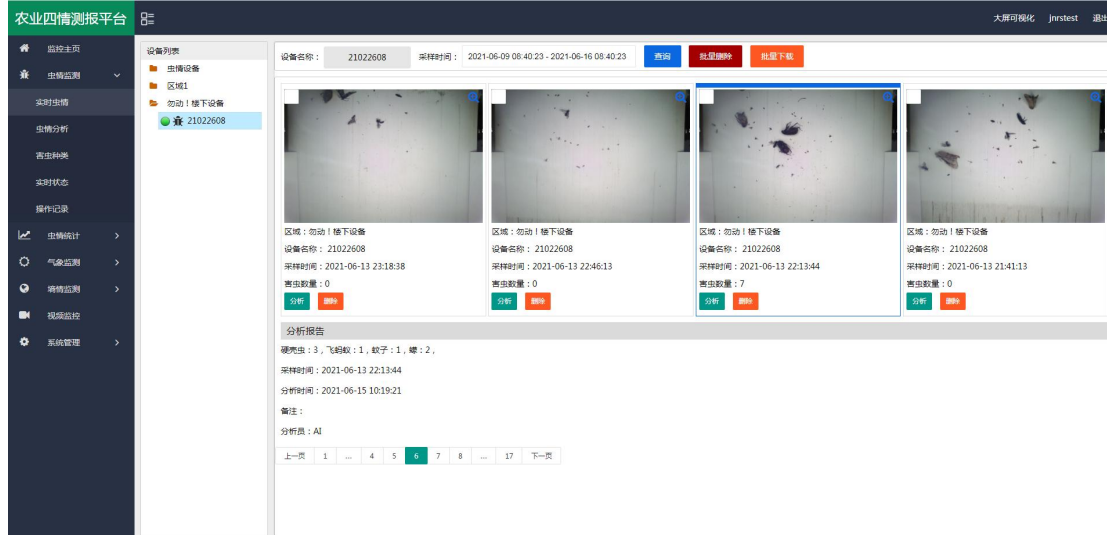 农业四情测报平台
大屏可视化 jnrstest 退出
监控主页
虫情监测
实时虫情
虫情分析
害虫种类
实时状态
操作记录
虫情统计
气象监测
墒情监测
视频监控
系统管理
设备列表
虫情设备
区域1
勿动！楼下设备
21022608
设备名称： 21022608 采样时间： 2021-06-09 08:40:23 - 2021-06-16 08:40:23 查询 批量删除 批量下载
区域：勿动！楼下设备
设备名称： 21022608
采样时间：2021-06-13 23:18:38
害虫数量：0
分析 删除
区域：勿动！楼下设备
设备名称： 21022608
采样时间：2021-06-13 22:46:13
害虫数量：0
分析 删除
区域：勿动！楼下设备
设备名称： 21022608
采样时间：2021-06-13 22:13:44
害虫数量：7
分析 删除
区域：勿动！楼下设备
设备名称： 21022608
采样时间：2021-06-13 21:41:13
害虫数量：0
分析 删除
分析报告
硬壳虫：3，飞蚂蚁：1，蚊子：1，蠓：2，
采样时间：2021-06-13 22:13:44
分析时间：2021-06-15 10:19:21
备注：
分析员：AI
上一页 1 ... 4 5 6 7 8 ... 17 下一页